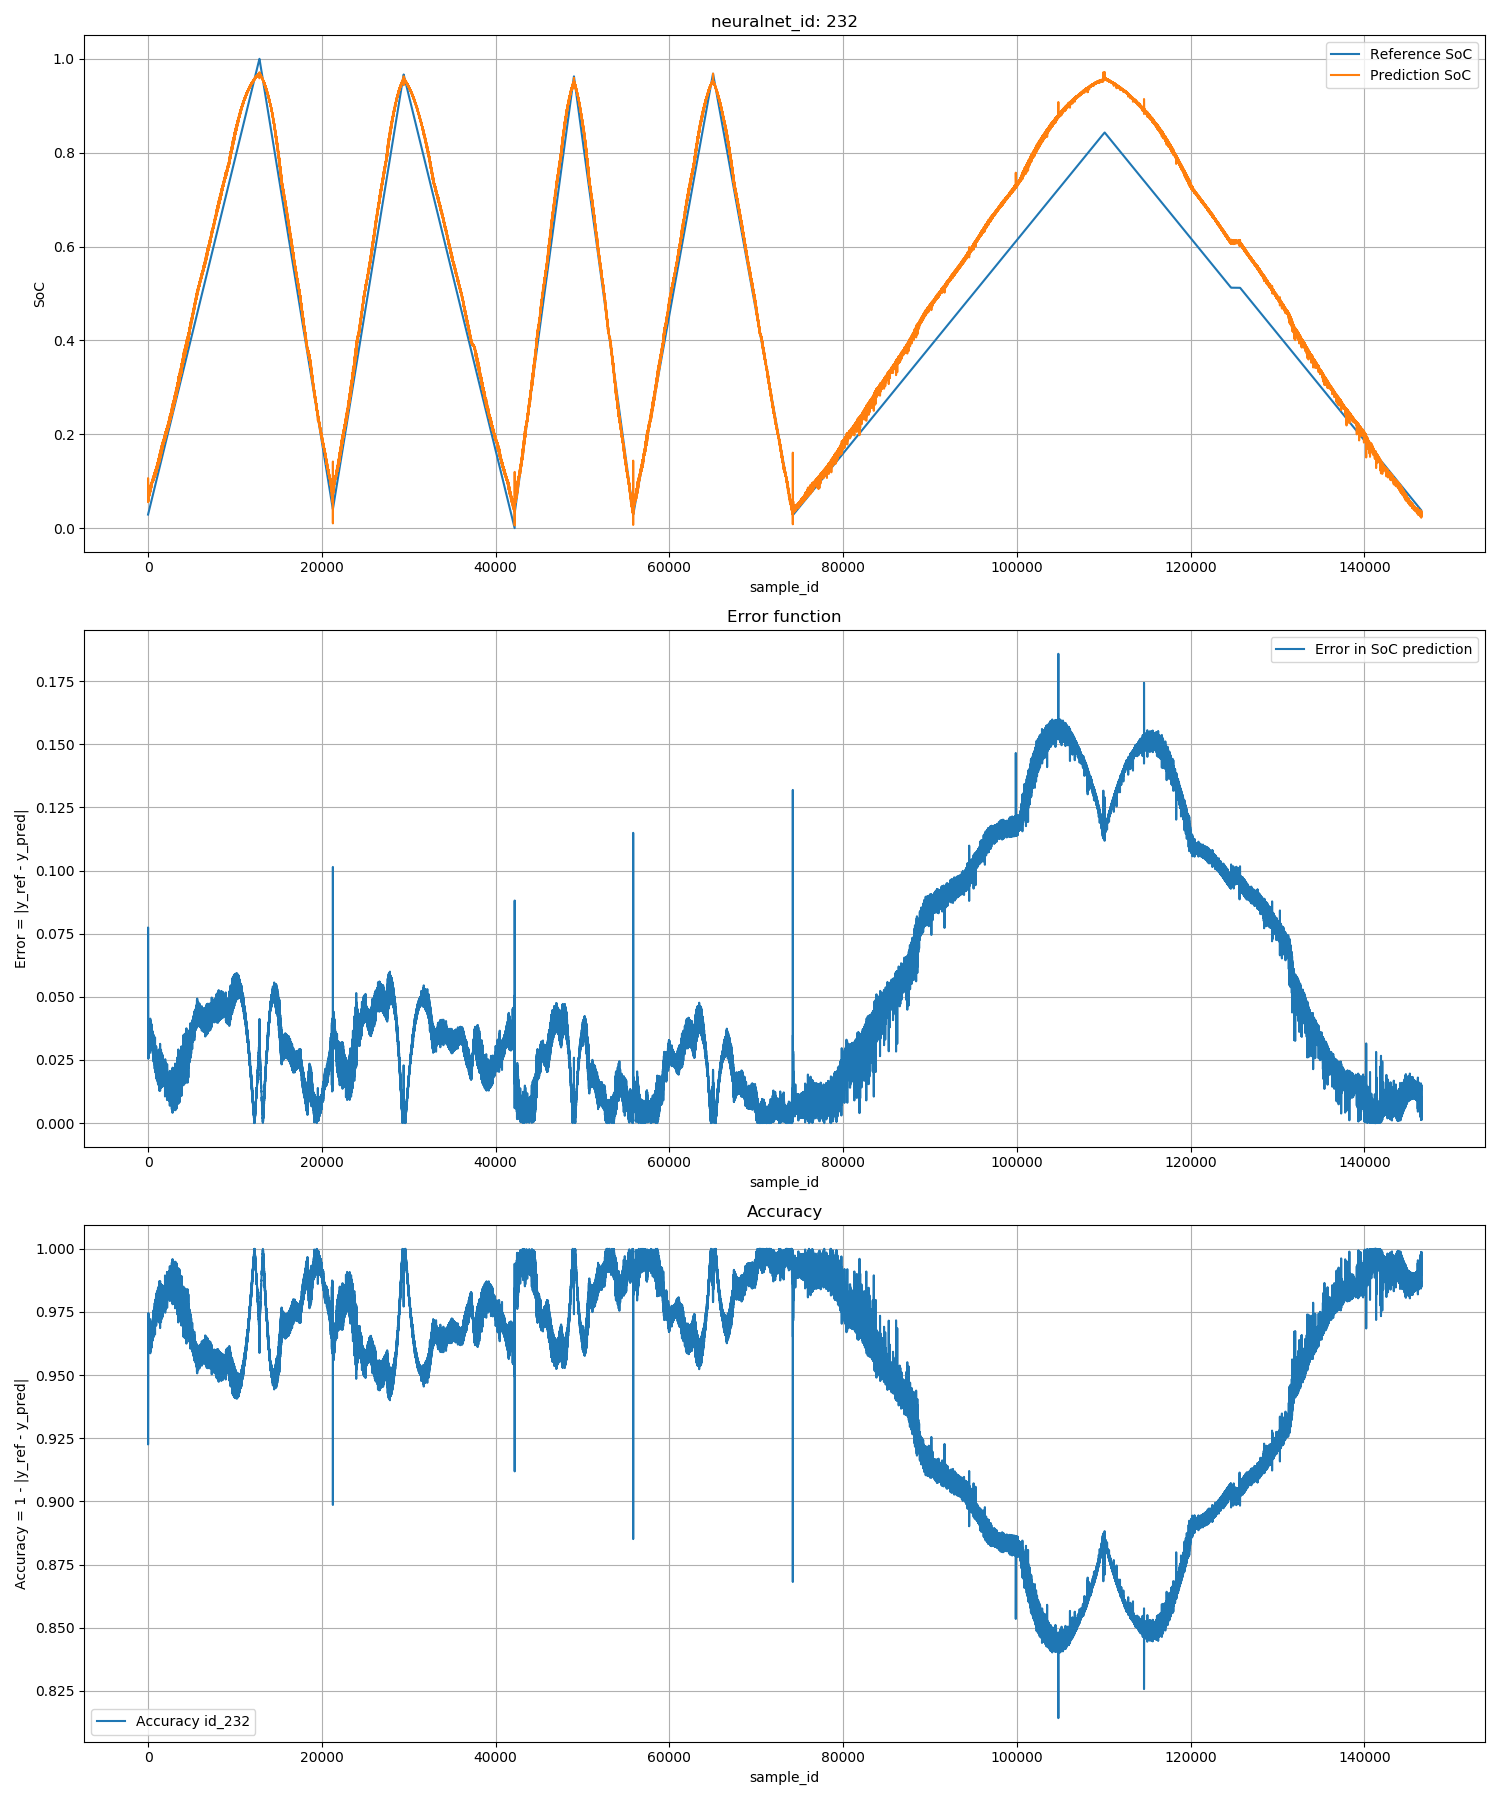 neuralnet_id: 232
Reference SoC
Prediction SoC
1.0
0.8
0.6
0.4
0.2
0.0
SoC
0 20000 40000 60000 80000 100000 120000 140000
sample_id
Error function
Error in SoC prediction
0.175
0.150
0.125
0.100
0.075
0.050
0.025
0.000
Error = |y_ref - y_pred|
0 20000 40000 60000 80000 100000 120000 140000
sample_id
Accuracy
1.000
0.975
0.950
0.925
0.900
0.875
0.850
0.825
Accuracy = 1 - |y_ref - y_pred|
Accuracy id_232
0 20000 40000 60000 80000 100000 120000 140000
sample_id